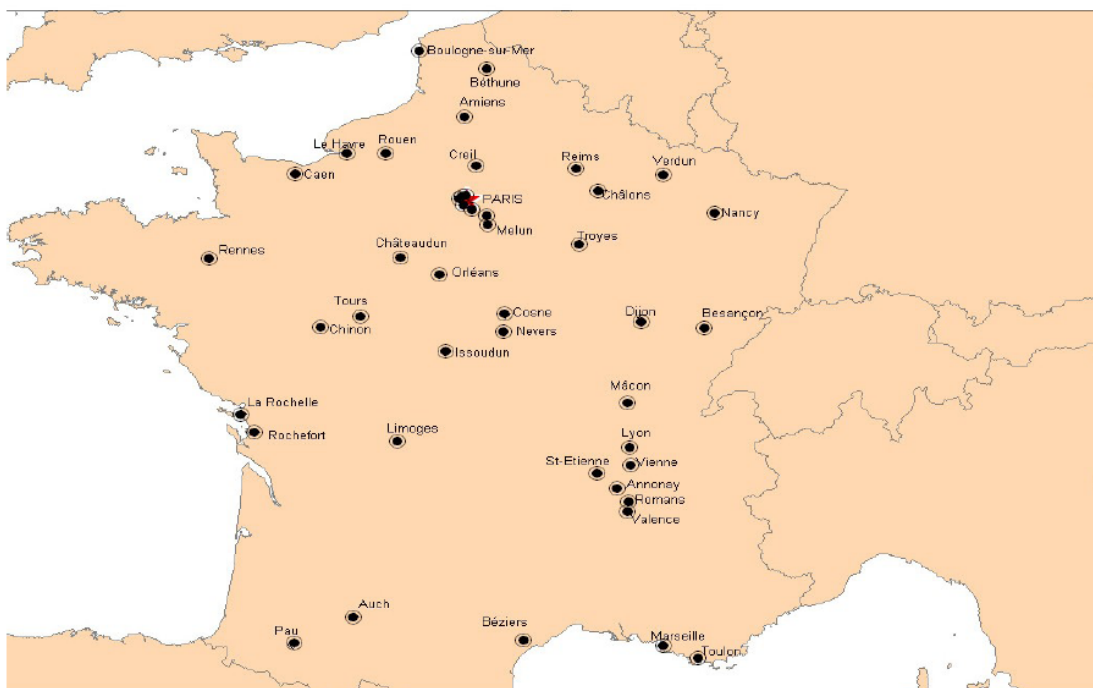 Boulogne-sur-Mer
Béthune
Amiens
Le Havre
Rouen
Creil
Reims
Verdun
Caen
Châlons
PARIS
Nancy
Melun
Troyes
Rennes
Châteaudun
Orléans
Tours
Cosne
Dijon
Besançon
Chinon
Nevers
Issoudun
Mâcon
La Rochelle
Rochefort
Limoges
Lyon
St-Etienne
Vienne
Annonay
Romans
Valence
Auch
Pau
Béziers
Marseille
Toulon